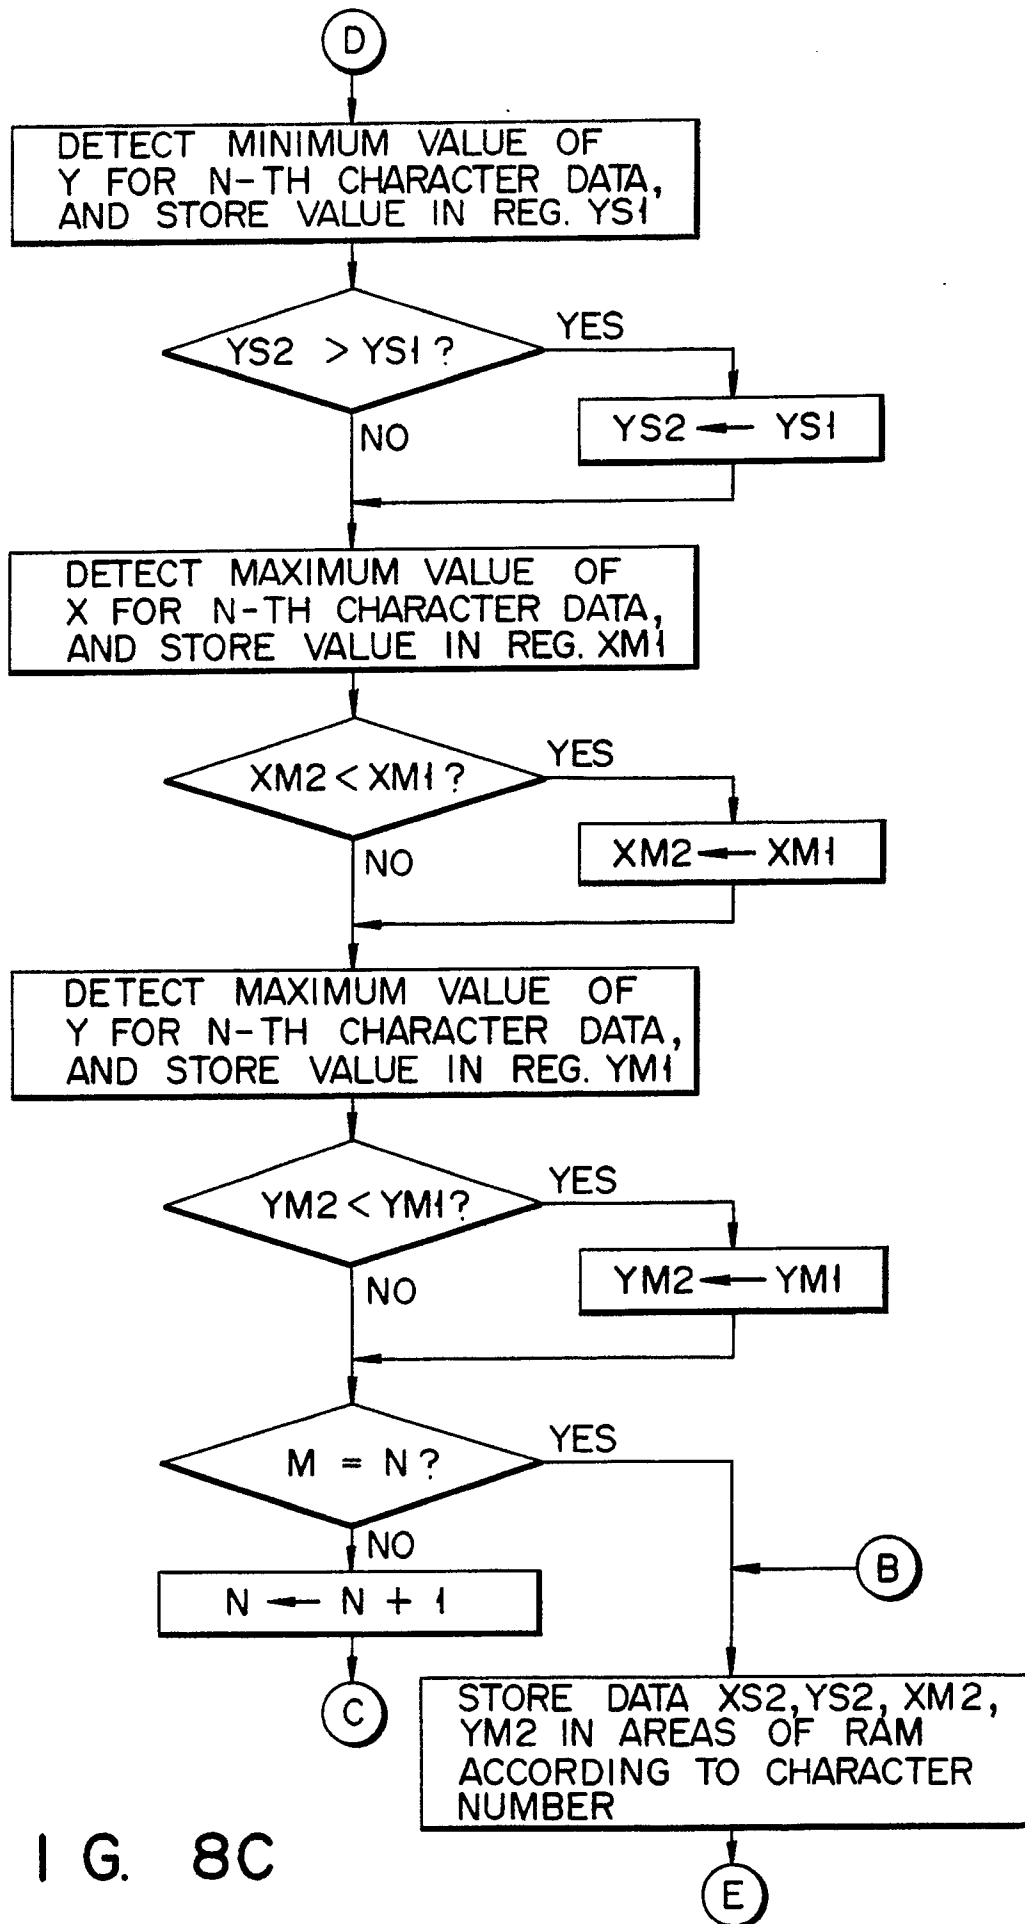 D
DETECT MINIMUM VALUE OF
Y FOR N-TH CHARACTER DATA,
AND STORE VALUE IN REG. YS1
YS2 > YS1?
YES
YS2 ← YS1
NO
DETECT MAXIMUM VALUE OF
X FOR N-TH CHARACTER DATA,
AND STORE VALUE IN REG. XM1
XM2 < XM1?
YES
XM2 ← XM1
NO
DETECT MAXIMUM VALUE OF
Y FOR N-TH CHARACTER DATA,
AND STORE VALUE IN REG. YM1
YM2 < YM1?
YES
YM2 ← YM1
NO
M = N?
YES
NO
B
N ← N + 1
C
STORE DATA XS2, YS2, XM2,
YM2 IN AREAS OF RAM
ACCORDING TO CHARACTER
NUMBER
E
I G. 8C